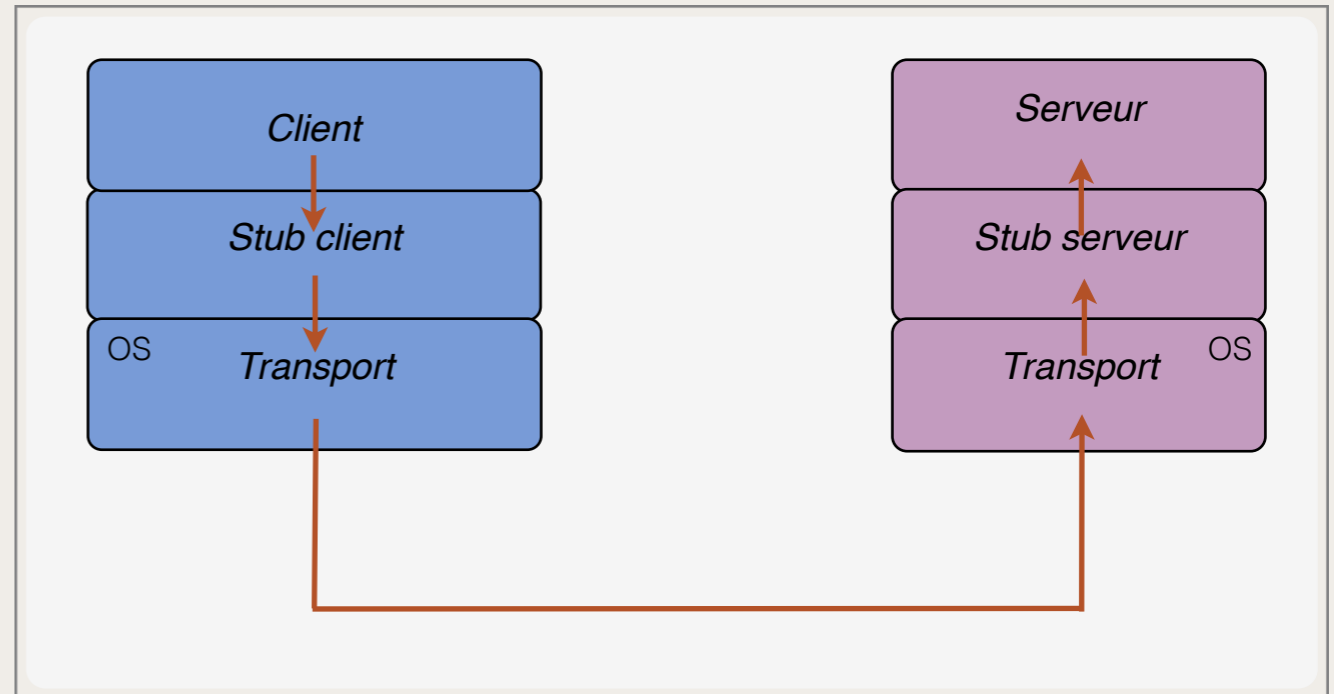 Client
Stub client
OS
Transport
Serveur
Stub serveur
Transport
OS